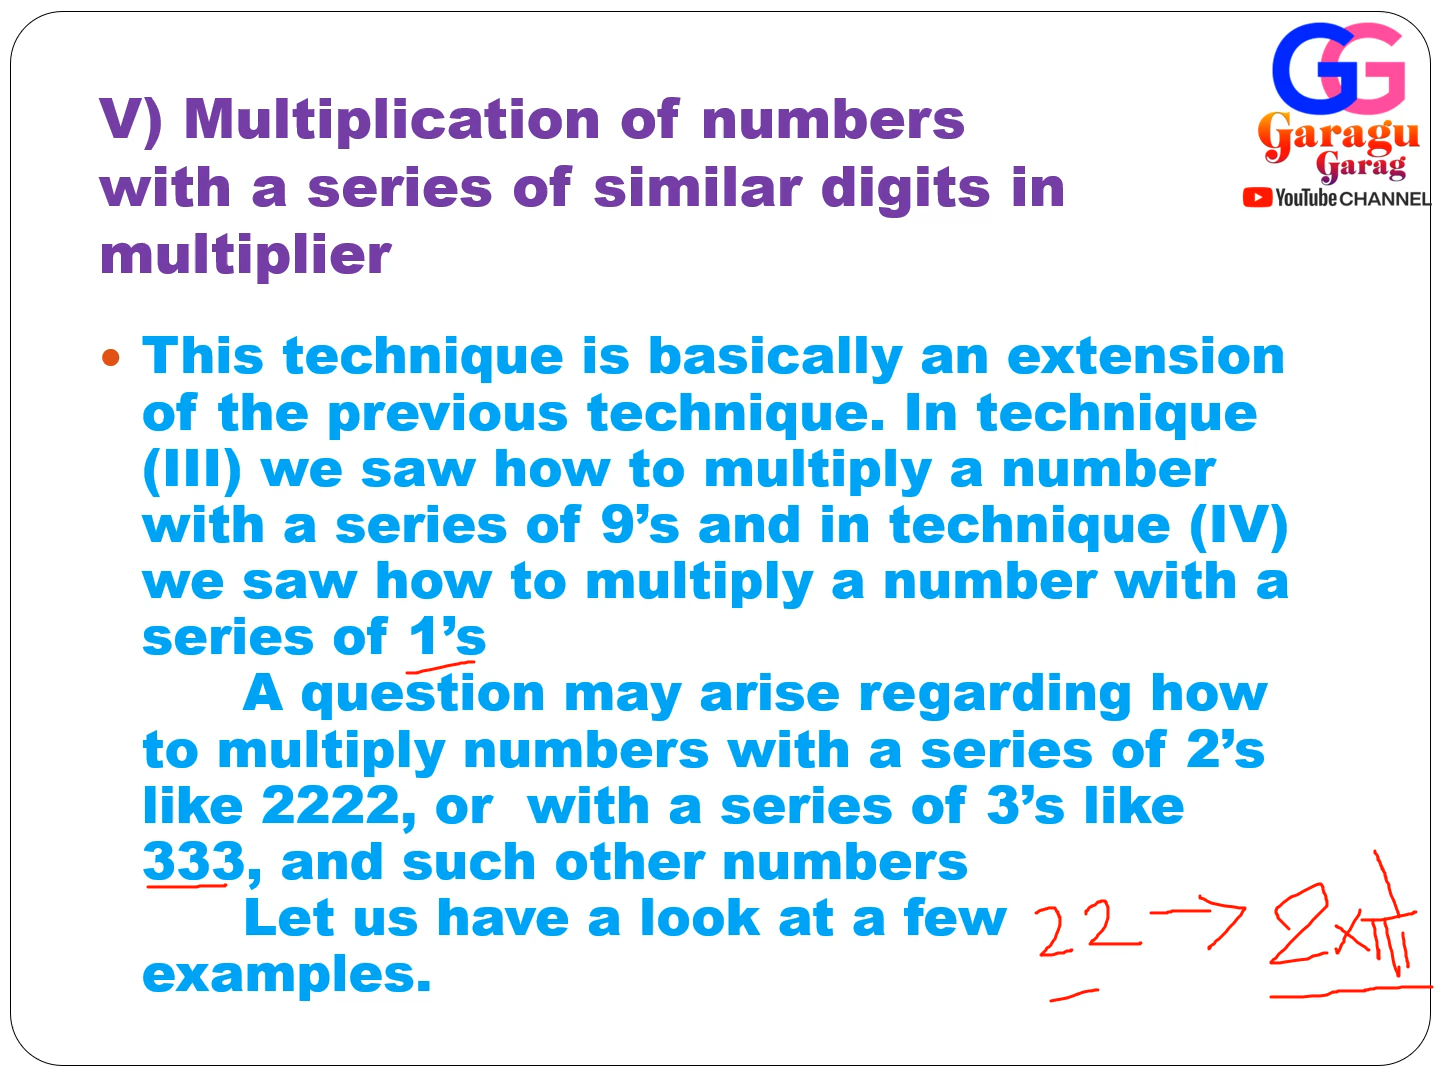 V) Multiplication of numbers
with a series of similar digits in
multiplier
GG
Garagu
Garag
YouTube CHANNEL
• This technique is basically an extension
of the previous technique. In technique
(III) we saw how to multiply a number
with a series of 9’s and in technique (IV)
we saw how to multiply a number with a
series of 1’s
A question may arise regarding how
to multiply numbers with a series of 2’s
like 2222, or with a series of 3’s like
333, and such other numbers
Let us have a look at a few
examples.
22 → 2x